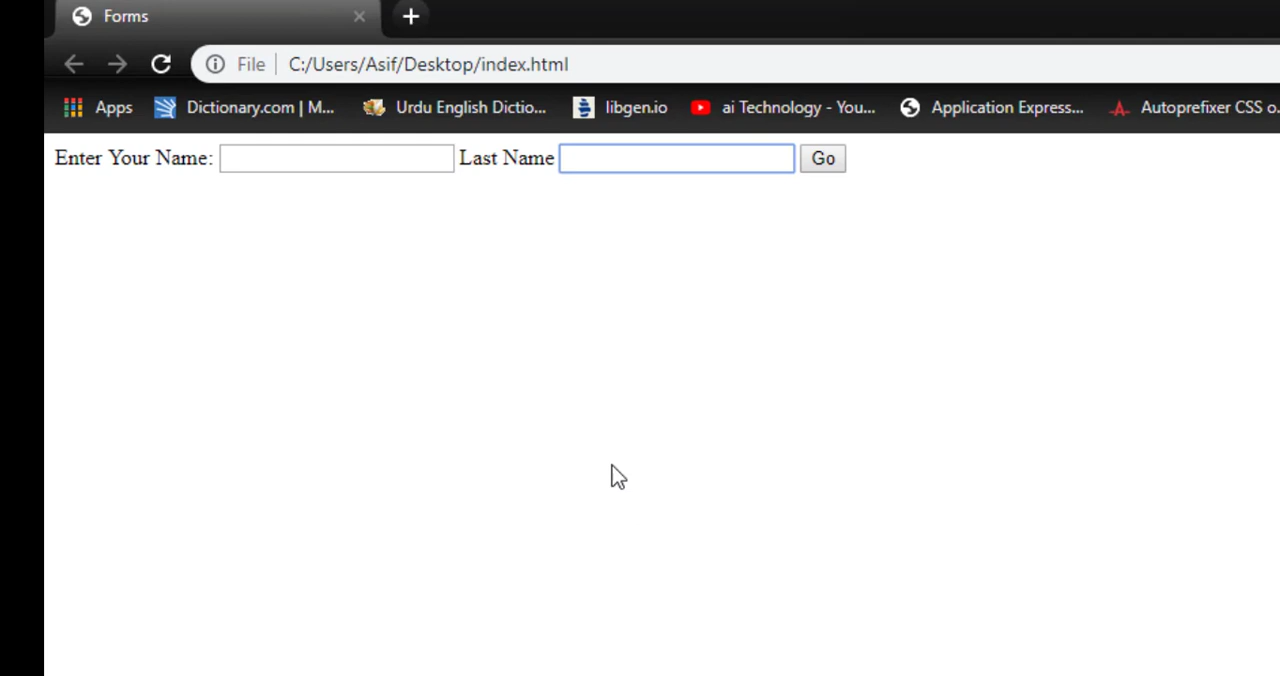 Forms
File C:/Users/Asif/Desktop/index.html
Apps Dictionary.com | M... Urdu English Dictio... libgen.io ai Technology - You... Application Express... Autoprefixer CSS o.
Enter Your Name: Last Name Go